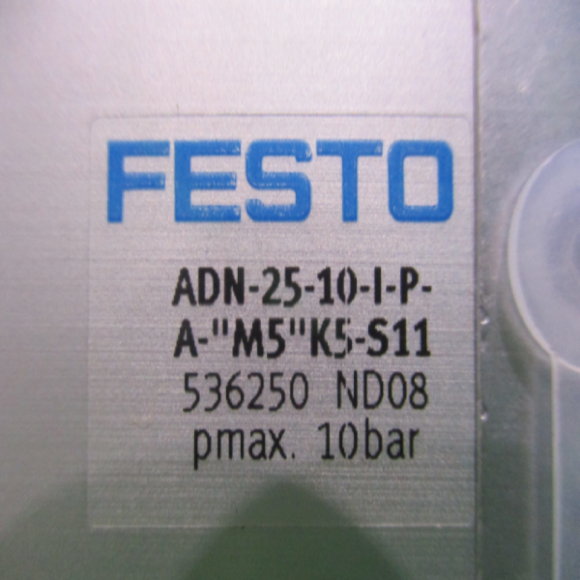 FESTO
ADN-25-10-I-P-
A-"M5"K5-S11
536250 ND08
pmax. 10bar